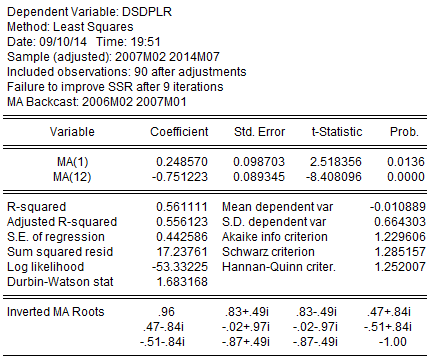 Dependent Variable: DSDPLR
Method: Least Squares
Date: 09/10/14 Time: 19:51
Sample (adjusted): 2007M02 2014M07
Included observations: 90 after adjustments
Failure to improve SSR after 9 iterations
MA Backcast: 2006M02 2007M01
Variable Coefficient Std. Error t-Statistic Prob.
MA(1) 0.248570 0.098703 2.518356 0.0136
MA(12) -0.751223 0.089345 -8.408096 0.0000
R-squared 0.561111 Mean dependent var -0.010889
Adjusted R-squared 0.556123 S.D. dependent var 0.664303
S.E. of regression 0.442586 Akaike info criterion 1.229606
Sum squared resid 17.23761 Schwarz criterion 1.285157
Log likelihood -53.33225 Hannan-Quinn criter. 1.252007
Durbin-Watson stat 1.683168
Inverted MA Roots .96 .83+.49i .83-.49i .47+.84i
.47-.84i -.02+.97i -.02-.97i -.51+.84i
-.51-.84i -.87+.49i -.87-.49i -1.00